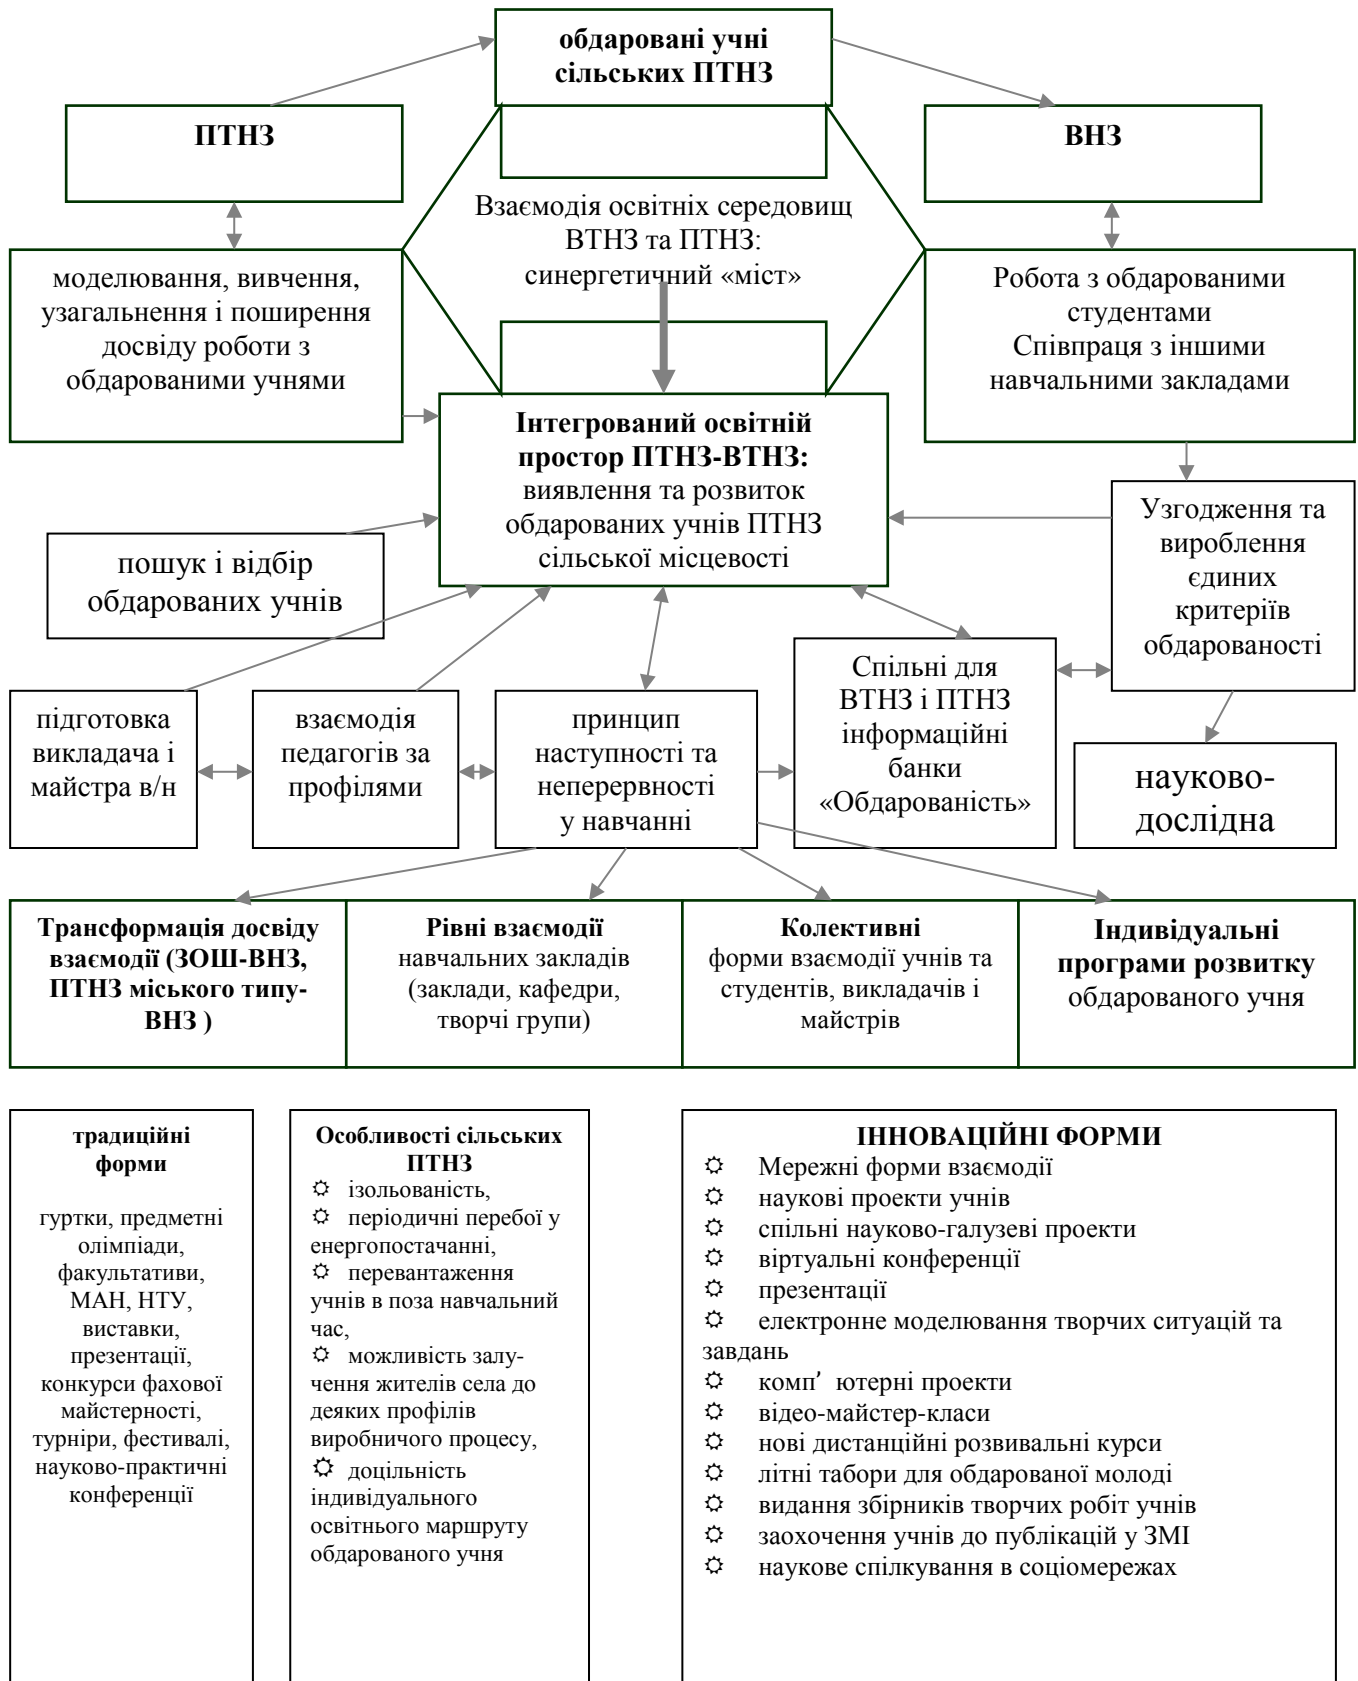 обдаровані учні
сільських ПТНЗ
ПТНЗ
ВНЗ
Взаємодія освітніх середовищ
ВТНЗ та ПТНЗ:
синергетичний «міст»
моделювання, вивчення,
узагальнення і поширення
досвіду роботи з
обдарованими учнями
Робота з обдарованими
студентами
Співпраця з іншими
навчальними закладами
Інтегрований освітній
простор ПТНЗ-ВТНЗ:
виявлення та розвиток
обдарованих учнів ПТНЗ
сільської місцевості
пошук і відбір
обдарованих учнів
Узгодження та
вироблення
єдиних
критеріїв
обдарованості
підготовка
викладача і
майстра в/н
взаємодія
педагогів за
профілями
принцип
наступності та
неперервності
у навчанні
Спільні для
ВТНЗ і ПТНЗ
інформаційні
банки
«Обдарованість»
науково-
дослідна
Трансформація досвіду
взаємодії (ЗОШ-ВНЗ,
ПТНЗ міського типу-
ВНЗ )
Рівні взаємодії
навчальних закладів
(заклади, кафедри,
творчі групи)
Колективні
форми взаємодії учнів та
студентів, викладачів і
майстрів
Індивідуальні
програми розвитку
обдарованого учня
традиційні
форми
гуртки, предметні
олімпіади,
факультативи,
МАН, НТУ,
виставки,
презентації,
конкурси фахової
майстерності,
турніри, фестивалі,
науково-практичні
конференції
Особливості сільських
ПТНЗ
☼ ізольованість,
☼ періодичні перебої у
енергопостачанні,
☼ перевантаження
учнів в поза навчальний
час,
☼ можливість залу-
чення жителів села до
деяких профілів
виробничого процесу,
☼ доцільність
індивідуального
освітнього маршруту
обдарованого учня
ІННОВАЦІЙНІ ФОРМИ
☼ Мережні форми взаємодії
☼ наукові проекти учнів
☼ спільні науково-галузеві проекти
☼ віртуальні конференції
☼ презентації
☼ електронне моделювання творчих ситуацій та
завдань
☼ комп’ ютерні проекти
☼ відео-майстер-класи
☼ нові дистанційні розвивальні курси
☼ літні табори для обдарованої молоді
☼ видання збірників творчих робіт учнів
☼ заохочення учнів до публікацій у ЗМІ
☼ наукове спілкування в соціомережах